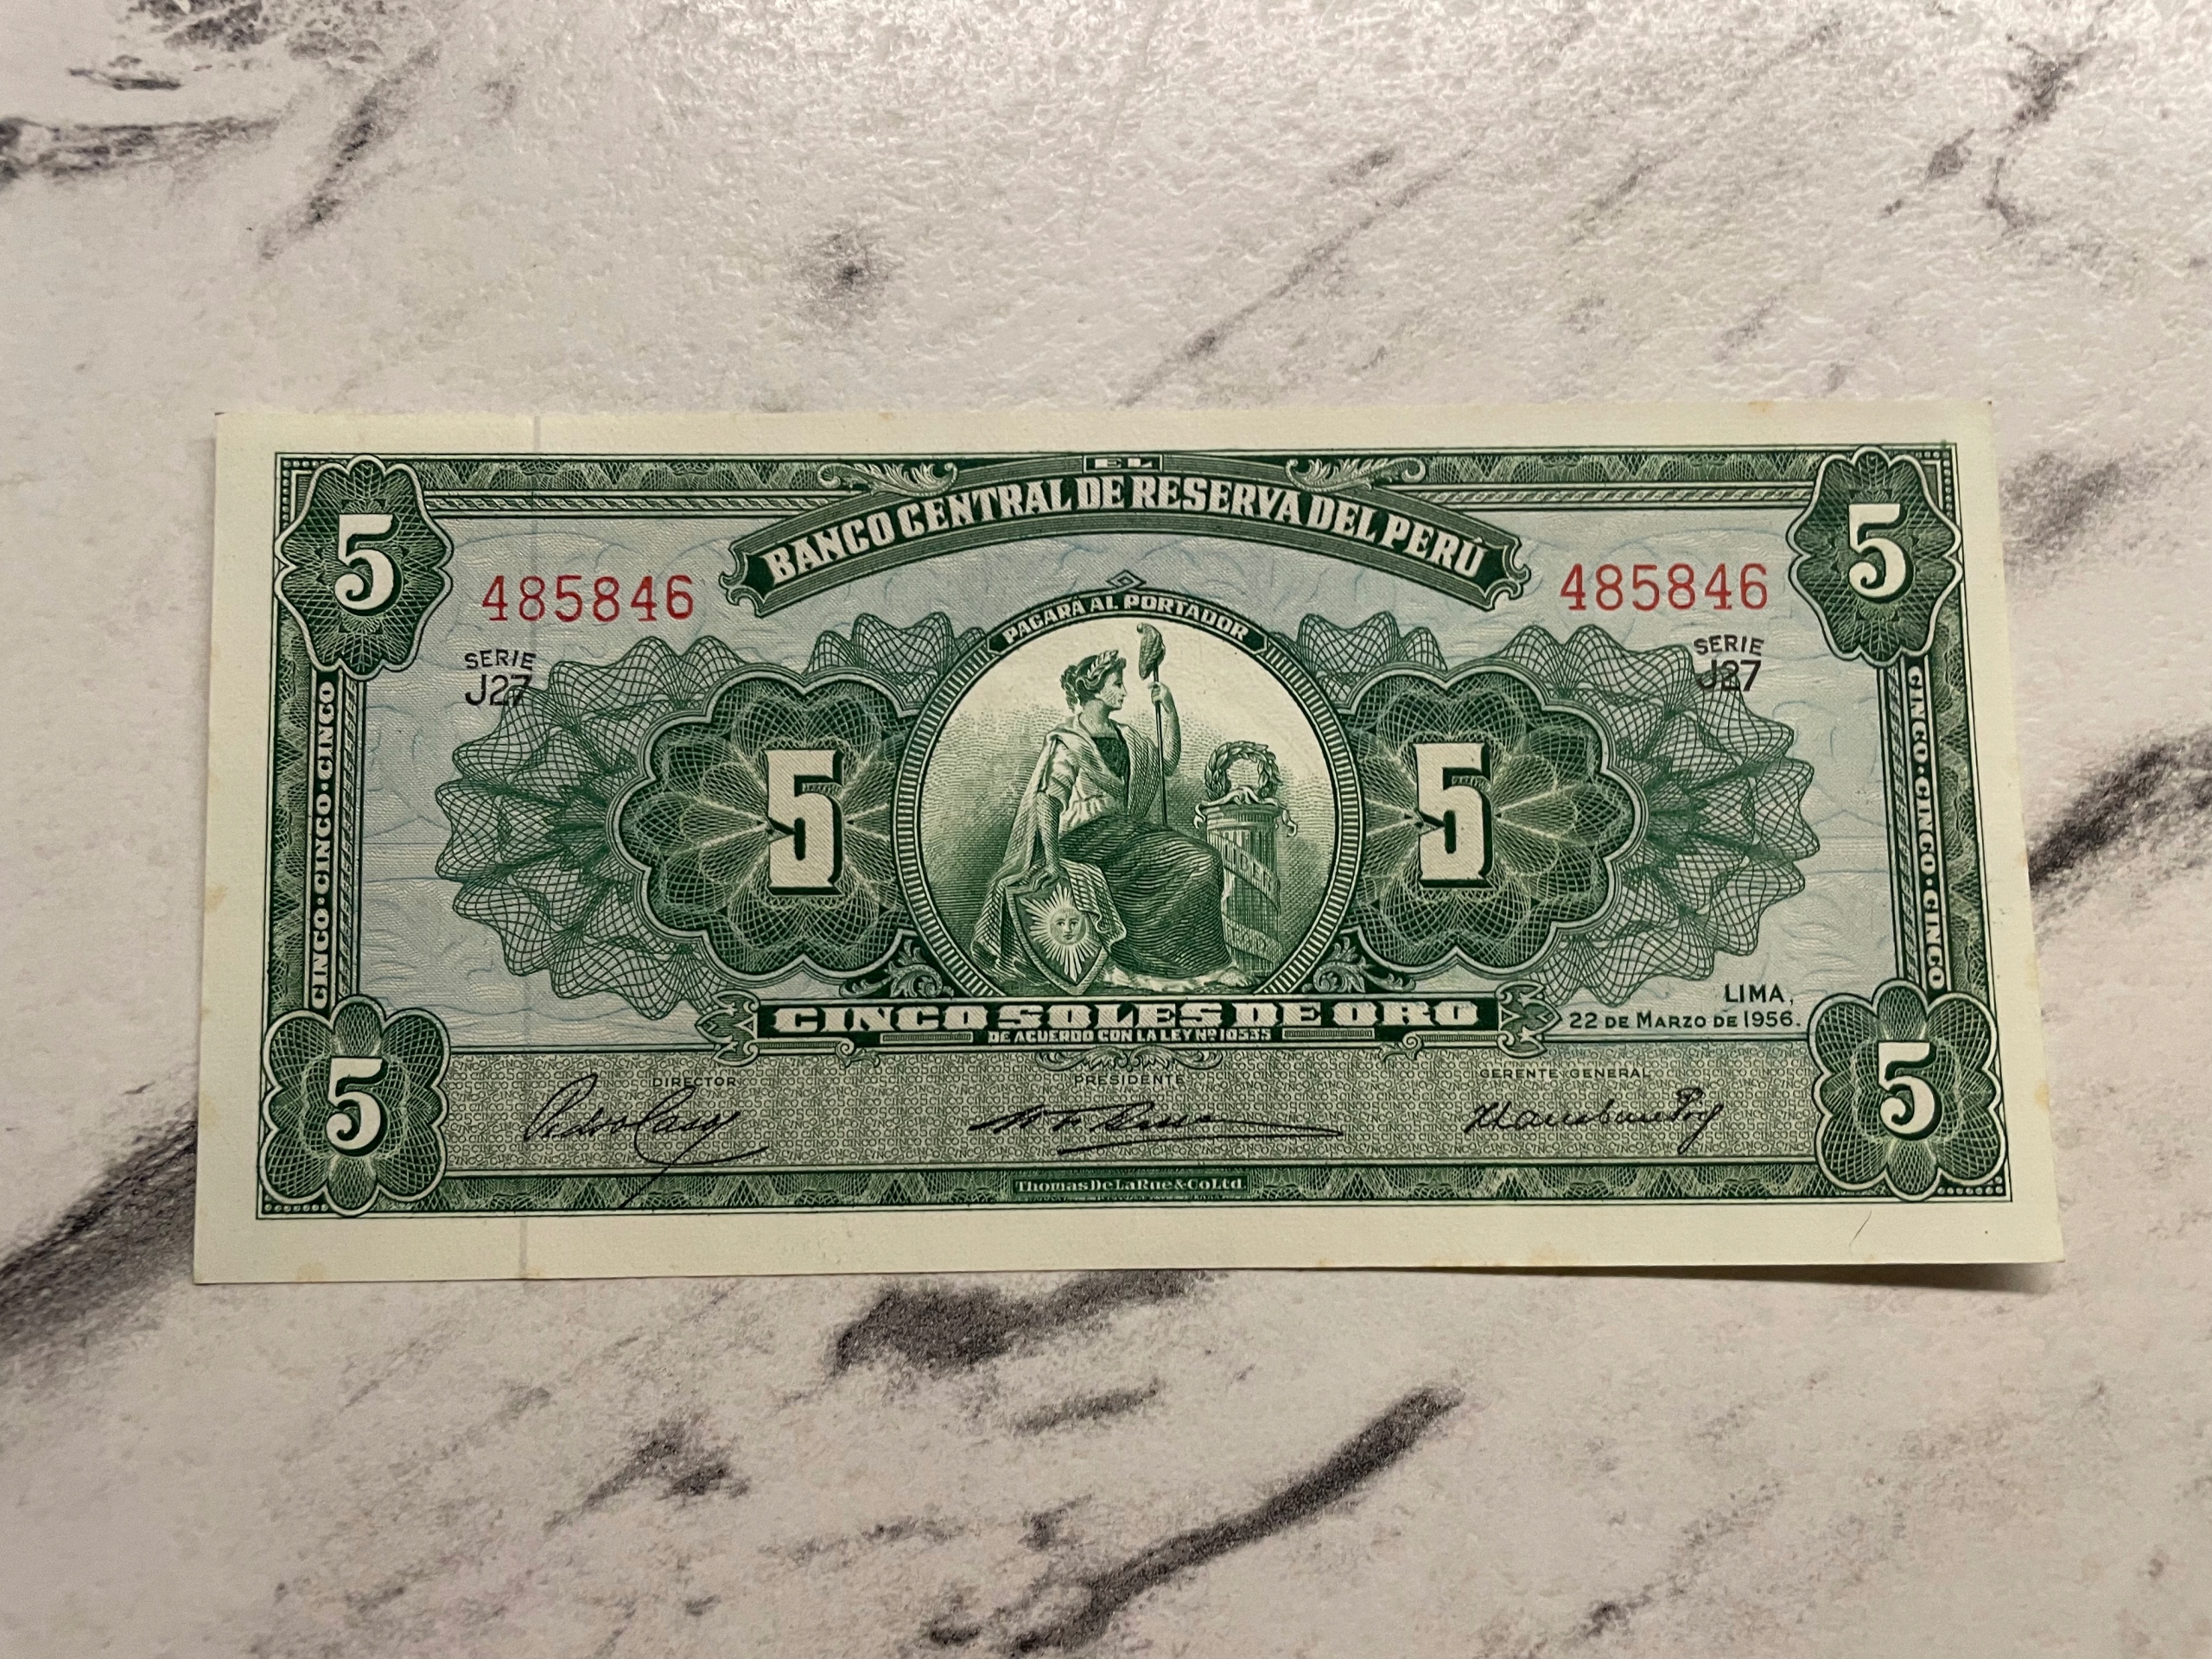 EL
BANCO CENTRAL DE RESERVA DEL PERÚ
5
5
485846
485846
PAGARA AL PORTADOR
SERIE
J27
SERIE
J27
CINCO·CINCO·CINCO
5
5
CINCO·CINCO·CINCO
CINCO SOLES DE ORO
DE ACUERDO CON LA LEY Nº 10535
LIMA,
22 DE MARZO DE 1956.
5
5
DIRECTOR
PRESIDENTE
GERENTE GENERAL
Thomas De La Rue & Co Ltd.